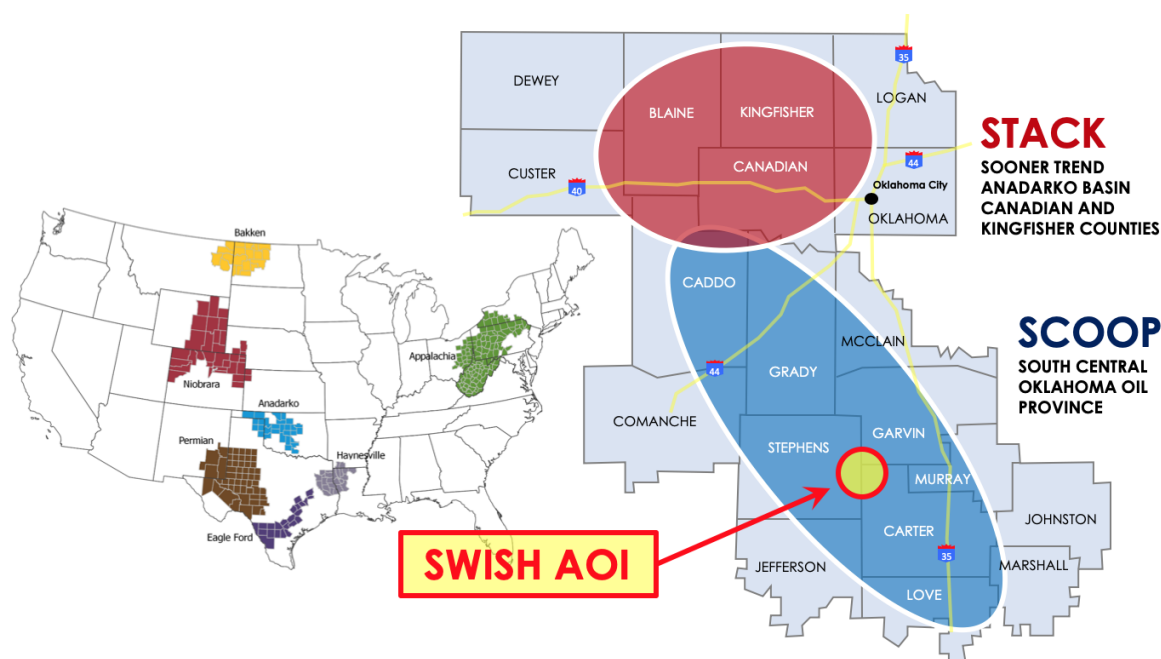 Bakken
Niobrara
Appalachia
Anadarko
Permian
Haynesville
Eagle Ford
SWISH AOI
DEWEY
BLAINE
KINGFISHER
LOGAN
35
CUSTER
40
CANADIAN
44
Oklahoma City
OKLAHOMA
CADDO
MCCLAIN
44
GRADY
COMANCHE
STEPHENS
GARVIN
MURRAY
CARTER
JOHNSTON
35
JEFFERSON
MARSHALL
LOVE
STACK
SOONER TREND
ANADARKO BASIN
CANADIAN AND
KINGFISHER COUNTIES
SCOOP
SOUTH CENTRAL
OKLAHOMA OIL
PROVINCE